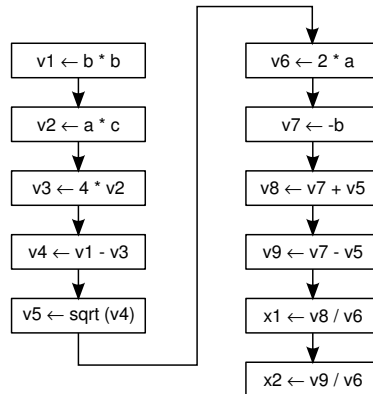 v1 ← b * b
v2 ← a * c
v3 ← 4 * v2
v4 ← v1 - v3
v5 ← sqrt (v4)
v6 ← 2 * a
v7 ← -b
v8 ← v7 + v5
v9 ← v7 - v5
x1 ← v8 / v6
x2 ← v9 / v6